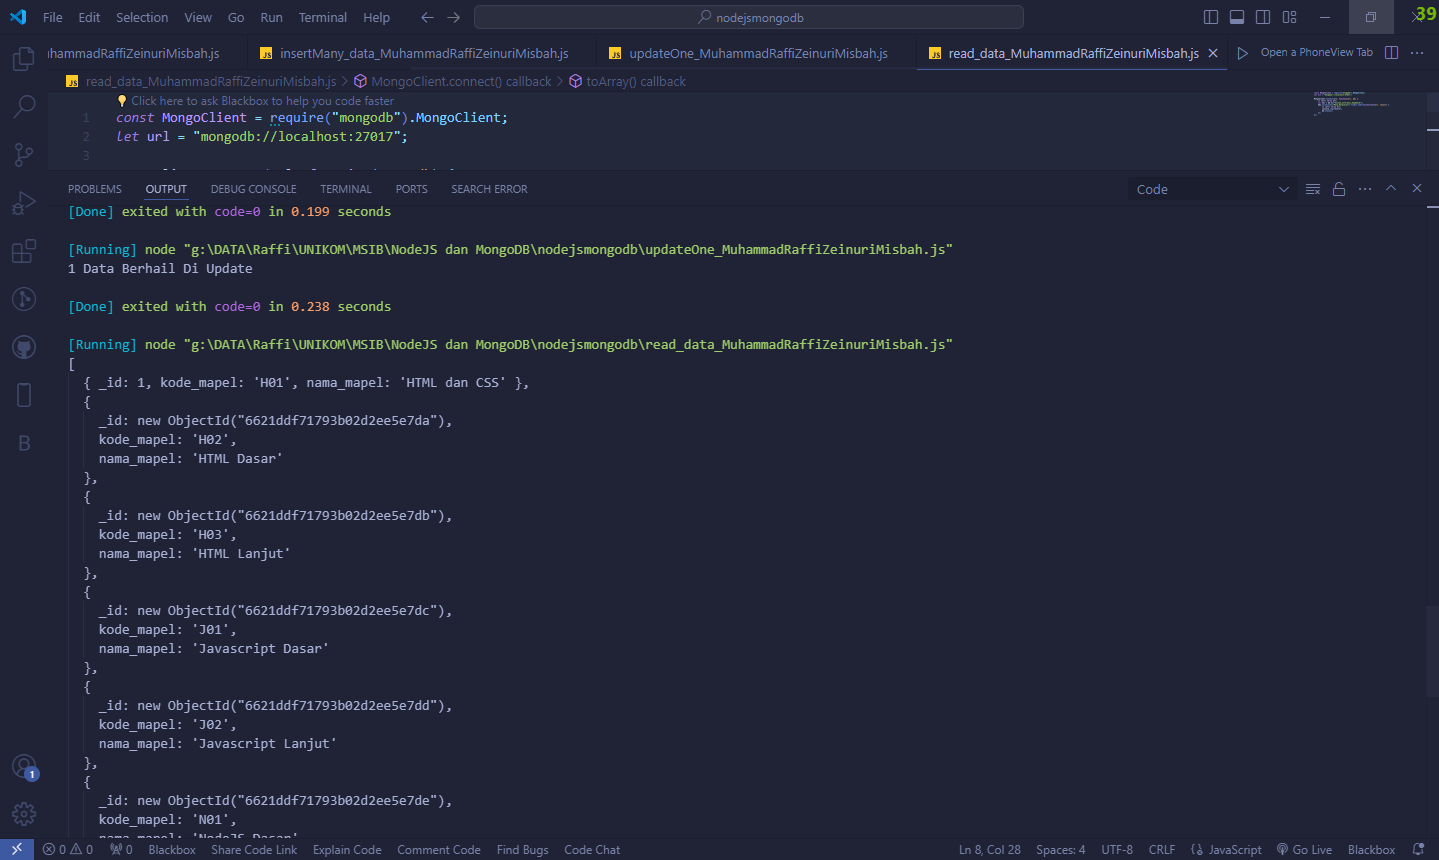 File Edit Selection View Go Run Terminal Help nodejsmongodb 39
uhammadRaffiZeinuriMisbah.js JS insertMany_data_MuhammadRaffiZeinuriMisbah.js JS updateOne_MuhammadRaffiZeinuriMisbah.js JS read_data_MuhammadRaffiZeinuriMisbah.js Open a PhoneView Tab
JS read_data_MuhammadRaffiZeinuriMisbah.js > MongoClient.connect() callback > toArray() callback
Click here to ask Blackbox to help you code faster
1 const MongoClient = require("mongodb").MongoClient;
2 let url = "mongodb://localhost:27017";
3
PROBLEMS OUTPUT DEBUG CONSOLE TERMINAL PORTS SEARCH ERROR Code
[Done] exited with code=0 in 0.199 seconds
[Running] node "g:\DATA\Raffi\UNIKOM\MSIB\NodeJS dan MongoDB\nodejsmongodb\updateOne_MuhammadRaffiZeinuriMisbah.js"
1 Data Berhail Di Update
[Done] exited with code=0 in 0.238 seconds
[Running] node "g:\DATA\Raffi\UNIKOM\MSIB\NodeJS dan MongoDB\nodejsmongodb\read_data_MuhammadRaffiZeinuriMisbah.js"
[
{ _id: 1, kode_mapel: 'H01', nama_mapel: 'HTML dan CSS' },
{
_id: new ObjectId("6621ddf71793b02d2ee5e7da"),
kode_mapel: 'H02',
nama_mapel: 'HTML Dasar'
},
{
_id: new ObjectId("6621ddf71793b02d2ee5e7db"),
kode_mapel: 'H03',
nama_mapel: 'HTML Lanjut'
},
{
_id: new ObjectId("6621ddf71793b02d2ee5e7dc"),
kode_mapel: 'J01',
nama_mapel: 'Javascript Dasar'
},
{
_id: new ObjectId("6621ddf71793b02d2ee5e7dd"),
kode_mapel: 'J02',
nama_mapel: 'Javascript Lanjut'
},
{
_id: new ObjectId("6621ddf71793b02d2ee5e7de"),
kode_mapel: 'N01',
nama_mapel: 'NodeJS Dasar'
B
1
0 0 0 Blackbox Share Code Link Explain Code Comment Code Find Bugs Code Chat Ln 8, Col 28 Spaces: 4 UTF-8 CRLF JavaScript Go Live Blackbox